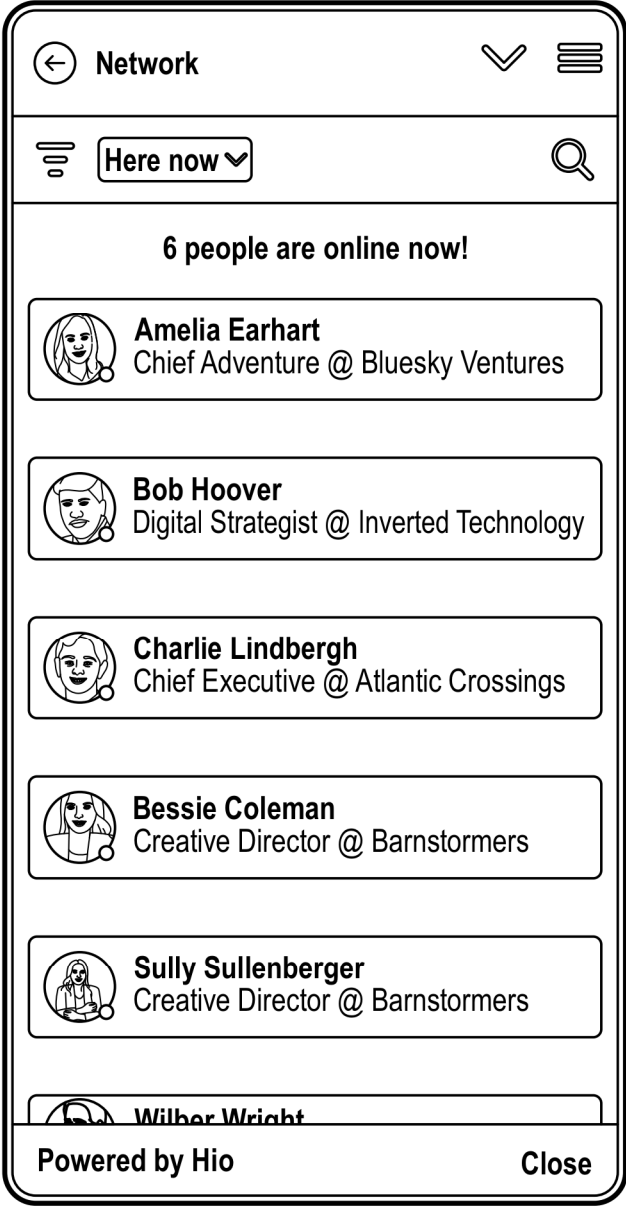 Network
Here now
6 people are online now!
Amelia Earhart
Chief Adventure @ Bluesky Ventures
Bob Hoover
Digital Strategist @ Inverted Technology
Charlie Lindbergh
Chief Executive @ Atlantic Crossings
Bessie Coleman
Creative Director @ Barnstormers
Sully Sullenberger
Creative Director @ Barnstormers
Wilber Wright
Powered by Hio
Close